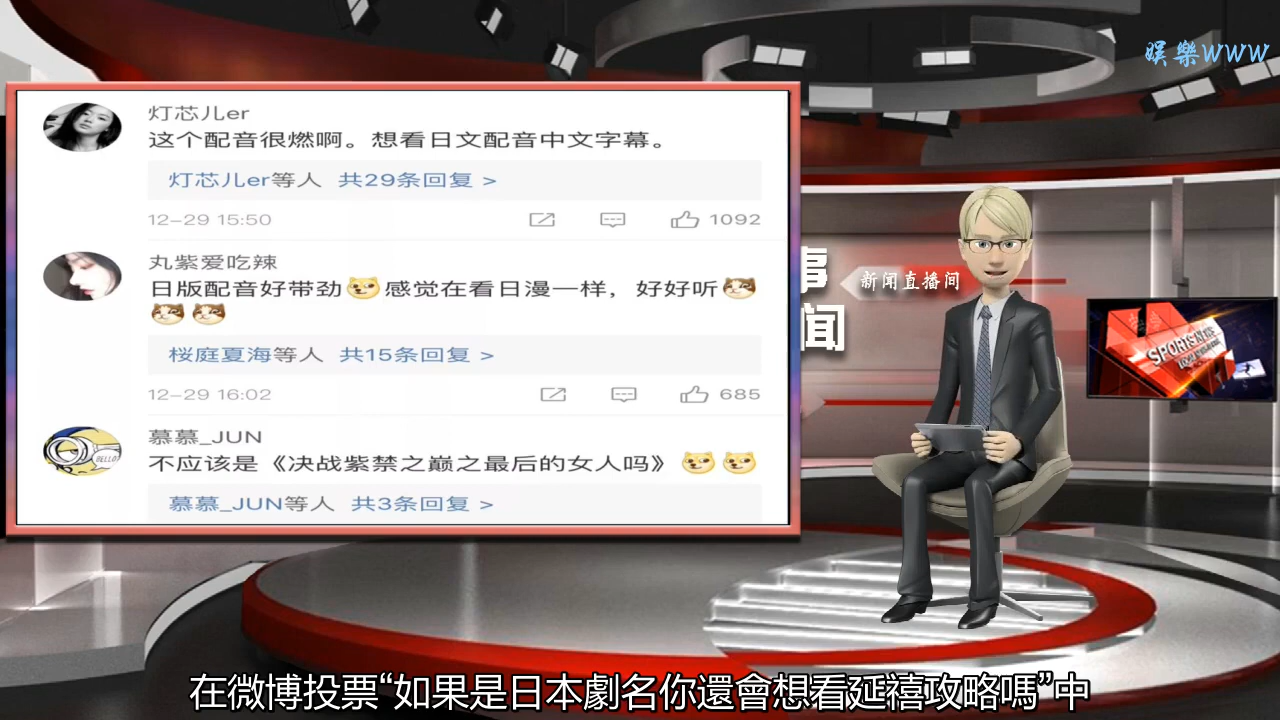 娱樂WWW
灯芯儿er
这个配音很燃啊。想看日文配音中文字幕。
灯芯儿er等人 共29条回复 >
12-29 15:50
1092
丸紫爱吃辣
日版配音好带劲感觉在看日漫一样，好好听
桜庭夏海等人 共15条回复 >
12-29 16:02
685
HELLO!
慕慕_JUN
不应该是《决战紫禁之巅之最后的女人吗》
慕慕_JUN等人 共3条回复 >
事
闻
新闻直播间
SPORTS
在微博投票“如果是日本劇名你還會想看延禧攻略嗎”中